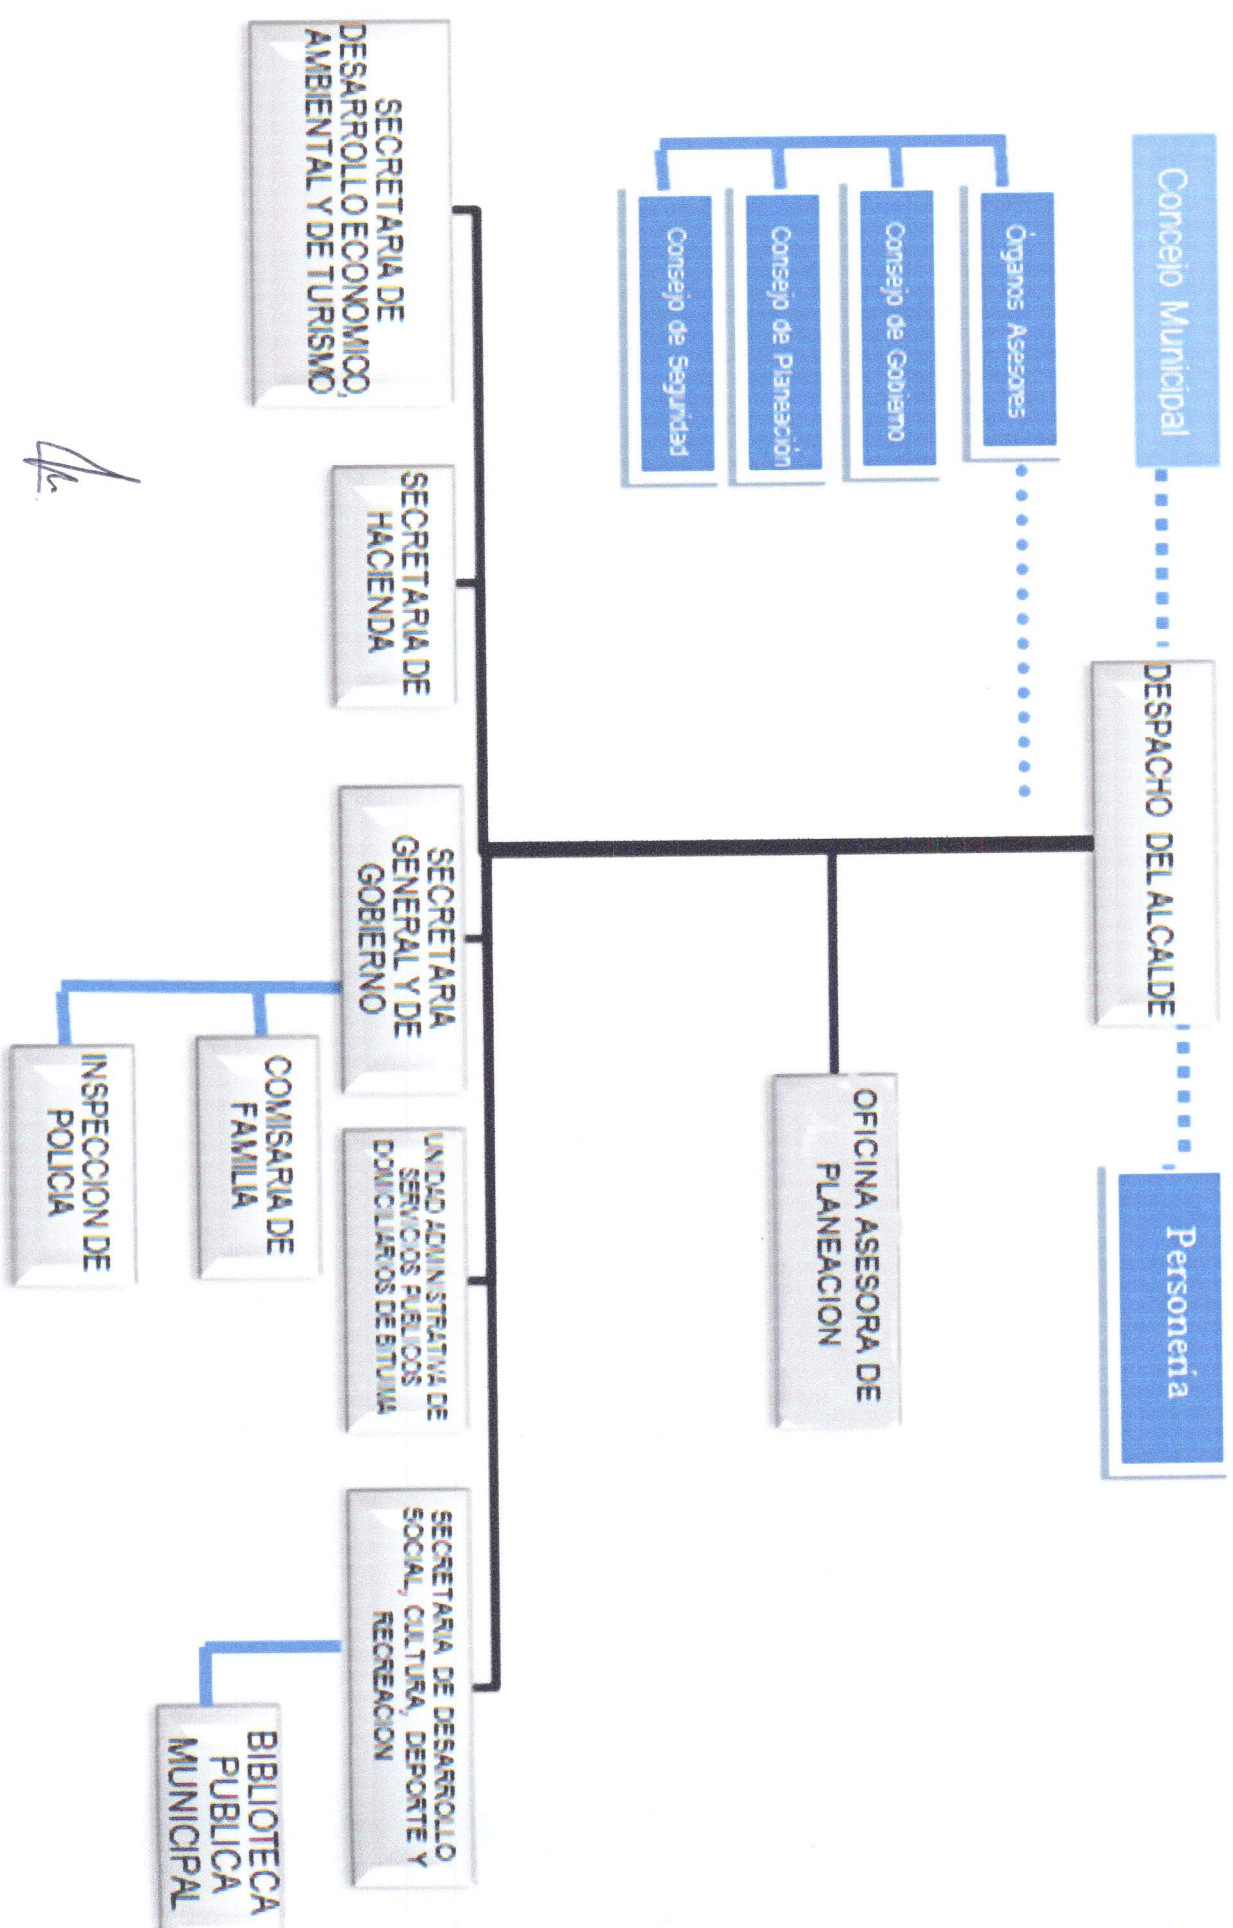 Concejo Municipal
DESPACHO DEL ALCALDE
Personería
Órganos Asesores
Consejo de Gobierno
Consejo de Planeación
Consejo de Seguridad
OFICINA ASESORA DE
PLANEACION
SECRETARIA DE
DESARROLLO ECONOMICO,
AMBIENTAL Y DE TURISMO
SECRETARIA DE
HACIENDA
SECRETARIA
GENERAL Y DE
GOBIERNO
UNIDAD ADMINISTRATIVA DE
SERVICIOS PUBLICOS
DOMICILIARIOS DE BITUIMA
SECRETARIA DE DESARROLLO
SOCIAL, CULTURA, DEPORTE Y
RECREACION
COMISARIA DE
FAMILIA
INSPECCION DE
POLICIA
BIBLIOTECA
PUBLICA
MUNICIPAL